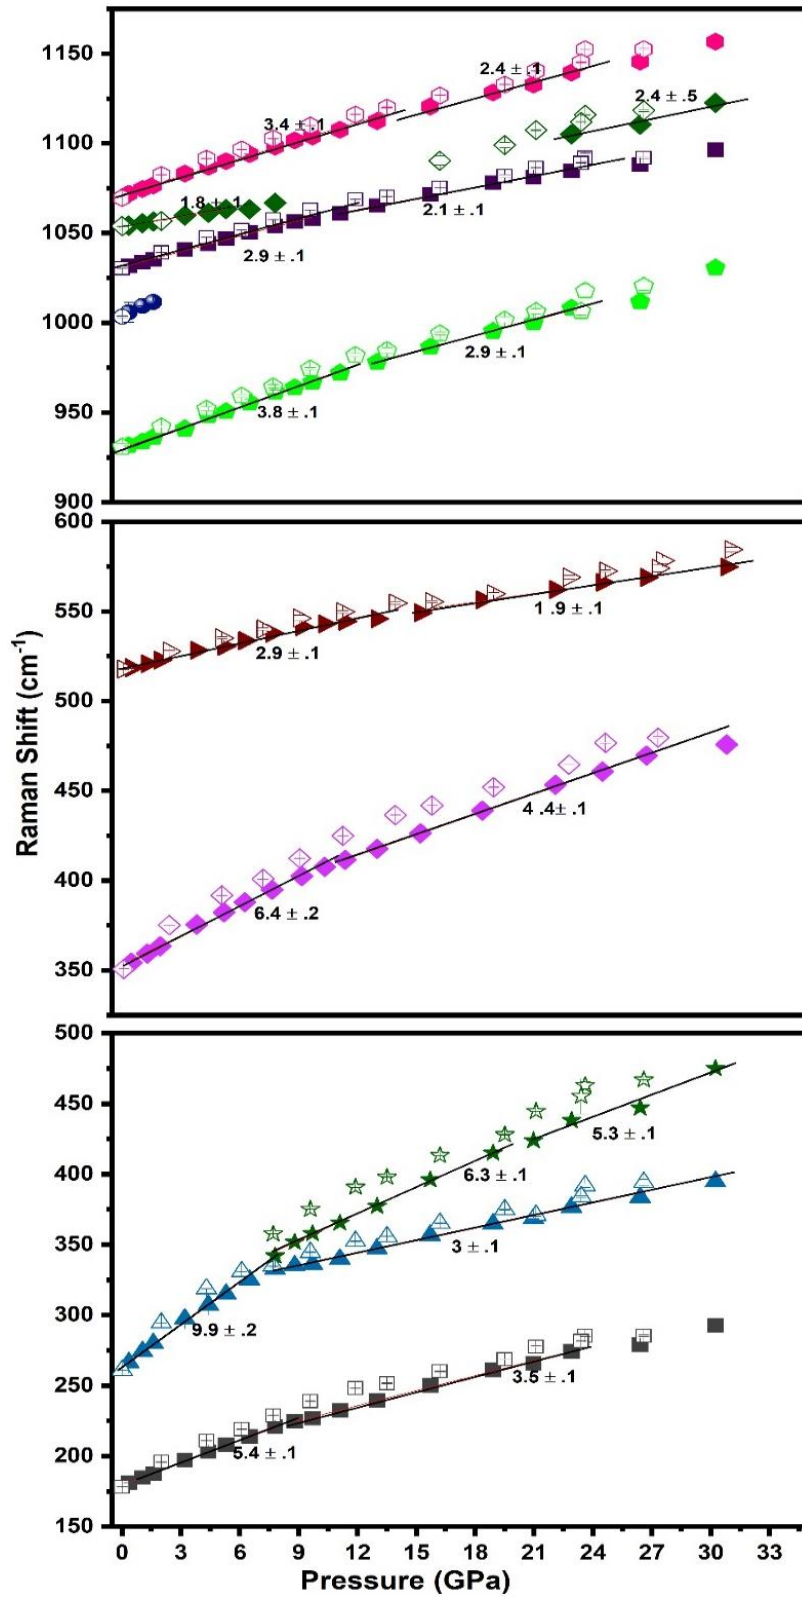 1150
2.4 ± .1
2.4 ± .5
1100
3.4 ± .1
1.8 ± .1
1050
2.1 ± .1
2.9 ± .1
1000
2.9 ± .1
950
3.8 ± .1
900
600
550
1 .9 ± .1
2.9 ± .1
500
450
4 .4± .1
400
6.4 ± .2
350
Raman Shift (cm-1)
500
450
5.3 ± .1
6.3 ± .1
400
350
3 ± .1
300
9.9 ± .2
250
3.5 ± .1
200
5.4 ± .1
150
0 3 6 9 12 15 18 21 24 27 30 33
Pressure (GPa)